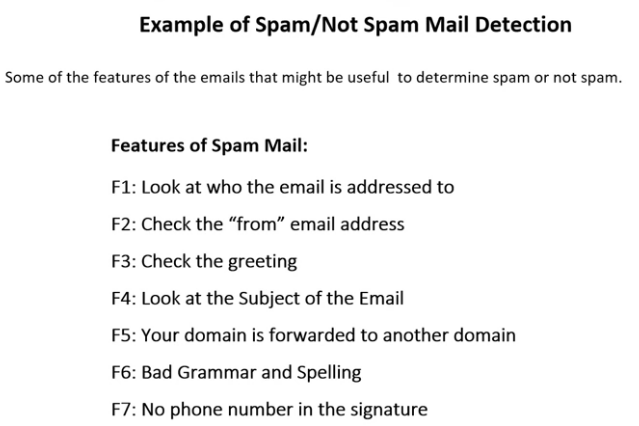 Example of Spam/Not Spam Mail Detection
Some of the features of the emails that might be useful to determine spam or not spam.
Features of Spam Mail:
F1: Look at who the email is addressed to
F2: Check the “from” email address
F3: Check the greeting
F4: Look at the Subject of the Email
F5: Your domain is forwarded to another domain
F6: Bad Grammar and Spelling
F7: No phone number in the signature